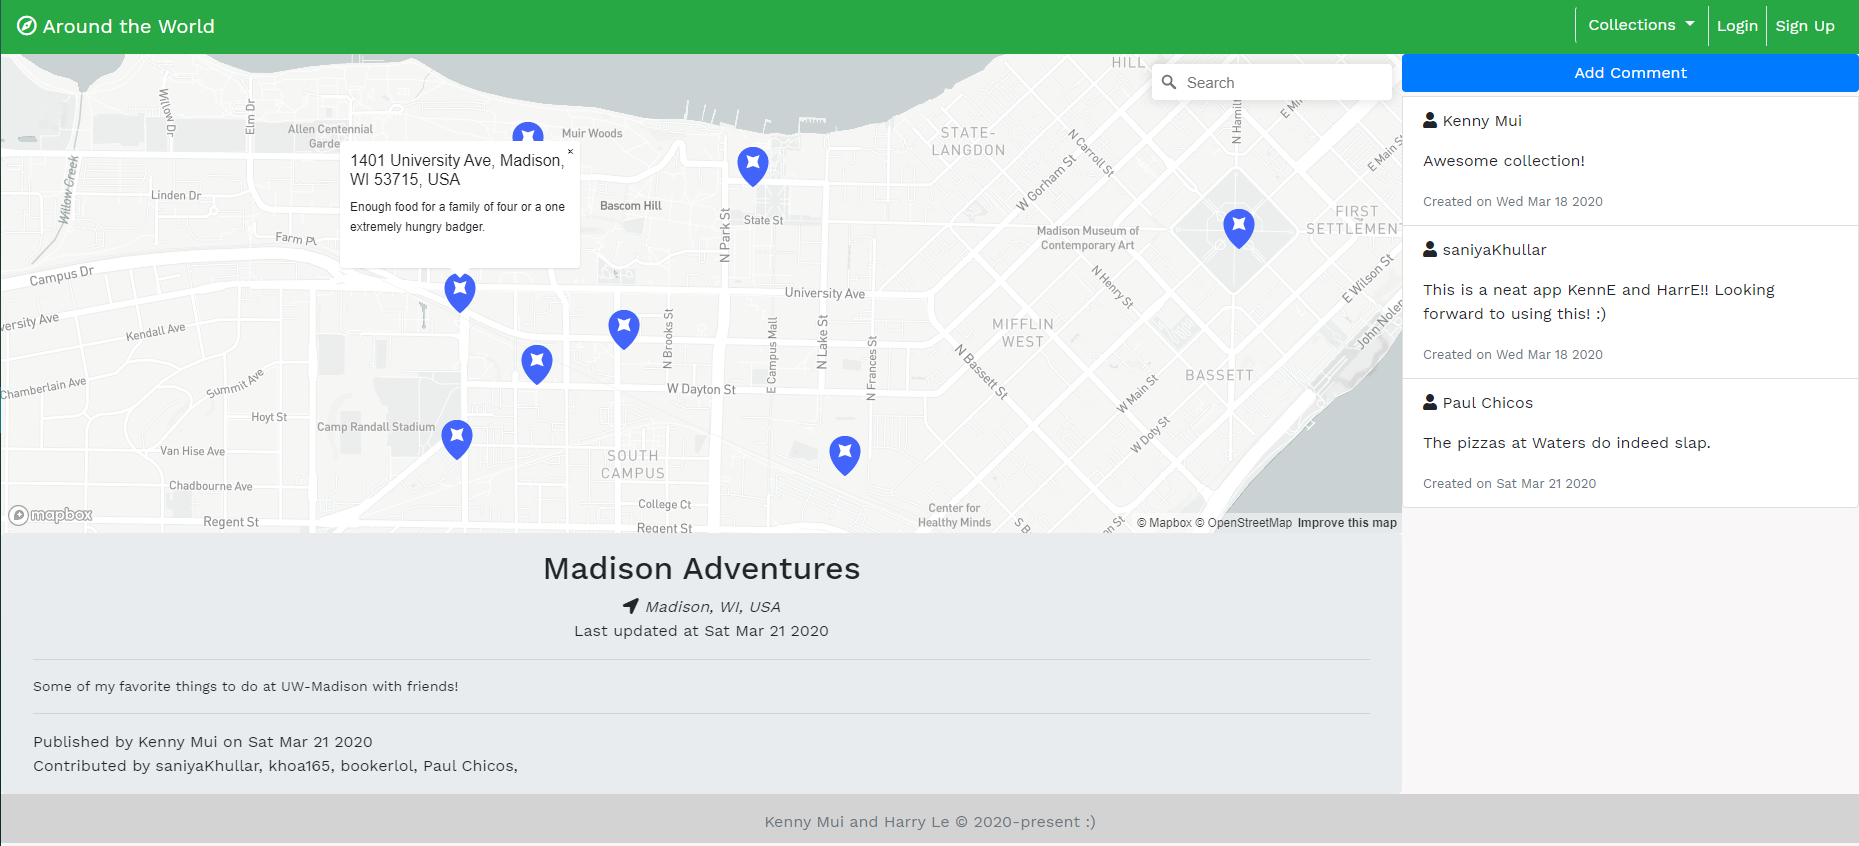 Around the World
Collections
Login
Sign Up
HILL
Search
Add Comment
Willow Dr
Elm Dr
Allen Centennial
Garde
Muir Woods
STATE-
LANGDON
N Carroll St
N Hamil
E Mi
E Main S
W Gorham St
1401 University Ave, Madison,
WI 53715, USA
Enough food for a family of four or a one
extremely hungry badger.
×
Willow Creek
Linden Dr
Bascom Hill
State St
N Park St
Farm Pl
Campus Dr
Madison Museum of
Contemporary Art
FIRST
SETTLEMENT
N Henry St
E Wilson St
John Nolen
University Ave
versity Ave
Kendall Ave
N Brooks St
E Campus Mall
N Lake St
N Frances St
MIFFLIN
WEST
N Bassett St
BASSETT
W Main St
W Doty St
Chamberlain Ave
Summit Ave
W Dayton St
Hoyt St
Camp Randall Stadium
Van Hise Ave
SOUTH
CAMPUS
Chadbourne Ave
College Ct
Center for
Healthy Minds
S B
on St
mapbox
Regent St
Regent St
© Mapbox © OpenStreetMap Improve this map
Kenny Mui
Awesome collection!
Created on Wed Mar 18 2020
saniyaKhullar
This is a neat app KennE and HarrE!! Looking
forward to using this! :)
Created on Wed Mar 18 2020
Paul Chicos
The pizzas at Waters do indeed slap.
Created on Sat Mar 21 2020
Madison Adventures
Madison, WI, USA
Last updated at Sat Mar 21 2020
Some of my favorite things to do at UW-Madison with friends!
Published by Kenny Mui on Sat Mar 21 2020
Contributed by saniyaKhullar, khoa165, bookerlol, Paul Chicos,
Kenny Mui and Harry Le © 2020-present :)